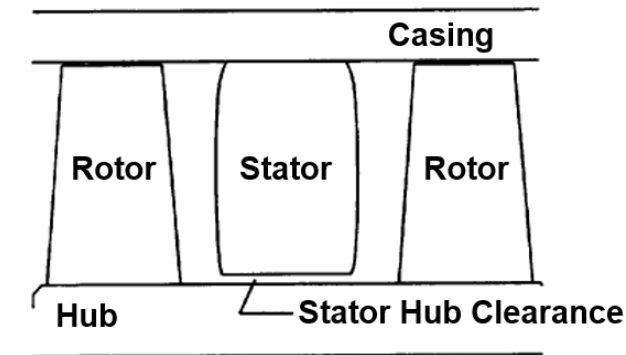 Casing
Rotor
Stator
Rotor
Hub
Stator Hub Clearance